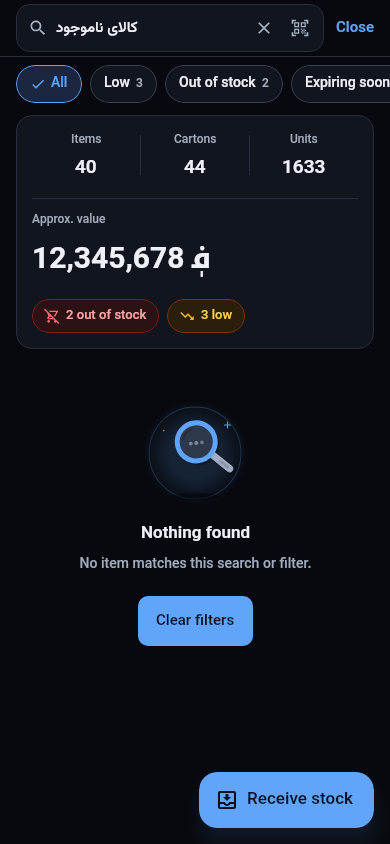 کالای ناموجود
Close
All
Low 3
Out of stock 2
Expiring soon
Items
Cartons
Units
40
44
1633
Approx. value
12,345,678 ؋
2 out of stock
3 low
Nothing found
No item matches this search or filter.
Clear filters
Receive stock